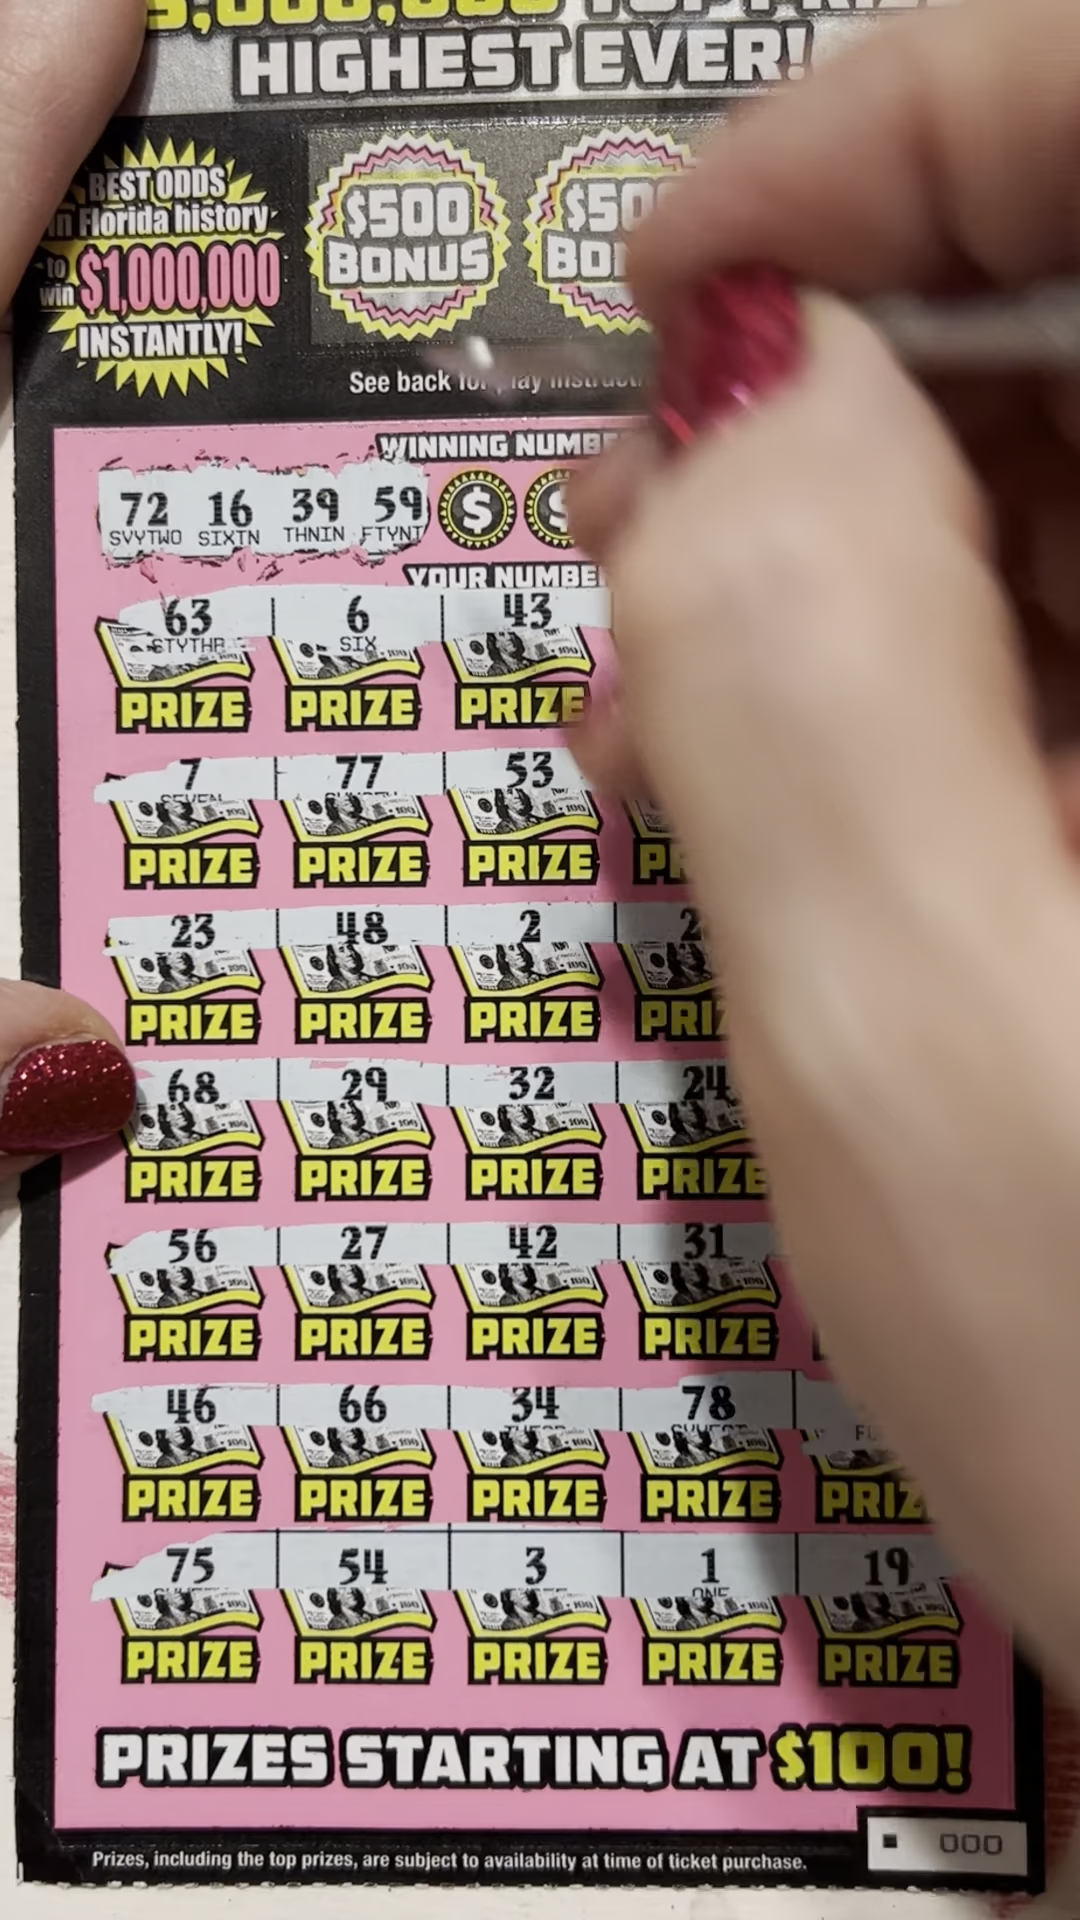 HIGHEST EVER!
BEST ODDS
in Florida history
to
win $1,000,000
INSTANTLY!
$500
BONUS
See back
WINNING
72 16 39 59
SVYTWO SIXTN THNIN FTYNI
$
YOUR
63 6 43
SIX
PRIZE PRIZE PRIZE
7 77 53
SEVEN
PRIZE PRIZE PRIZE
23 48 2
PRIZE PRIZE PRIZE
68 29 32 24
PRIZE PRIZE PRIZE PRIZE
56 27 42 31
PRIZE PRIZE PRIZE PRIZE
46 66 34 78
PRIZE PRIZE PRIZE PRIZE
75 54 3 1 19
ONE
PRIZE PRIZE PRIZE PRIZE PRIZE
PRIZES STARTING AT $100!
000
Prizes, including the top prizes, are subject to availability at time of ticket purchase.